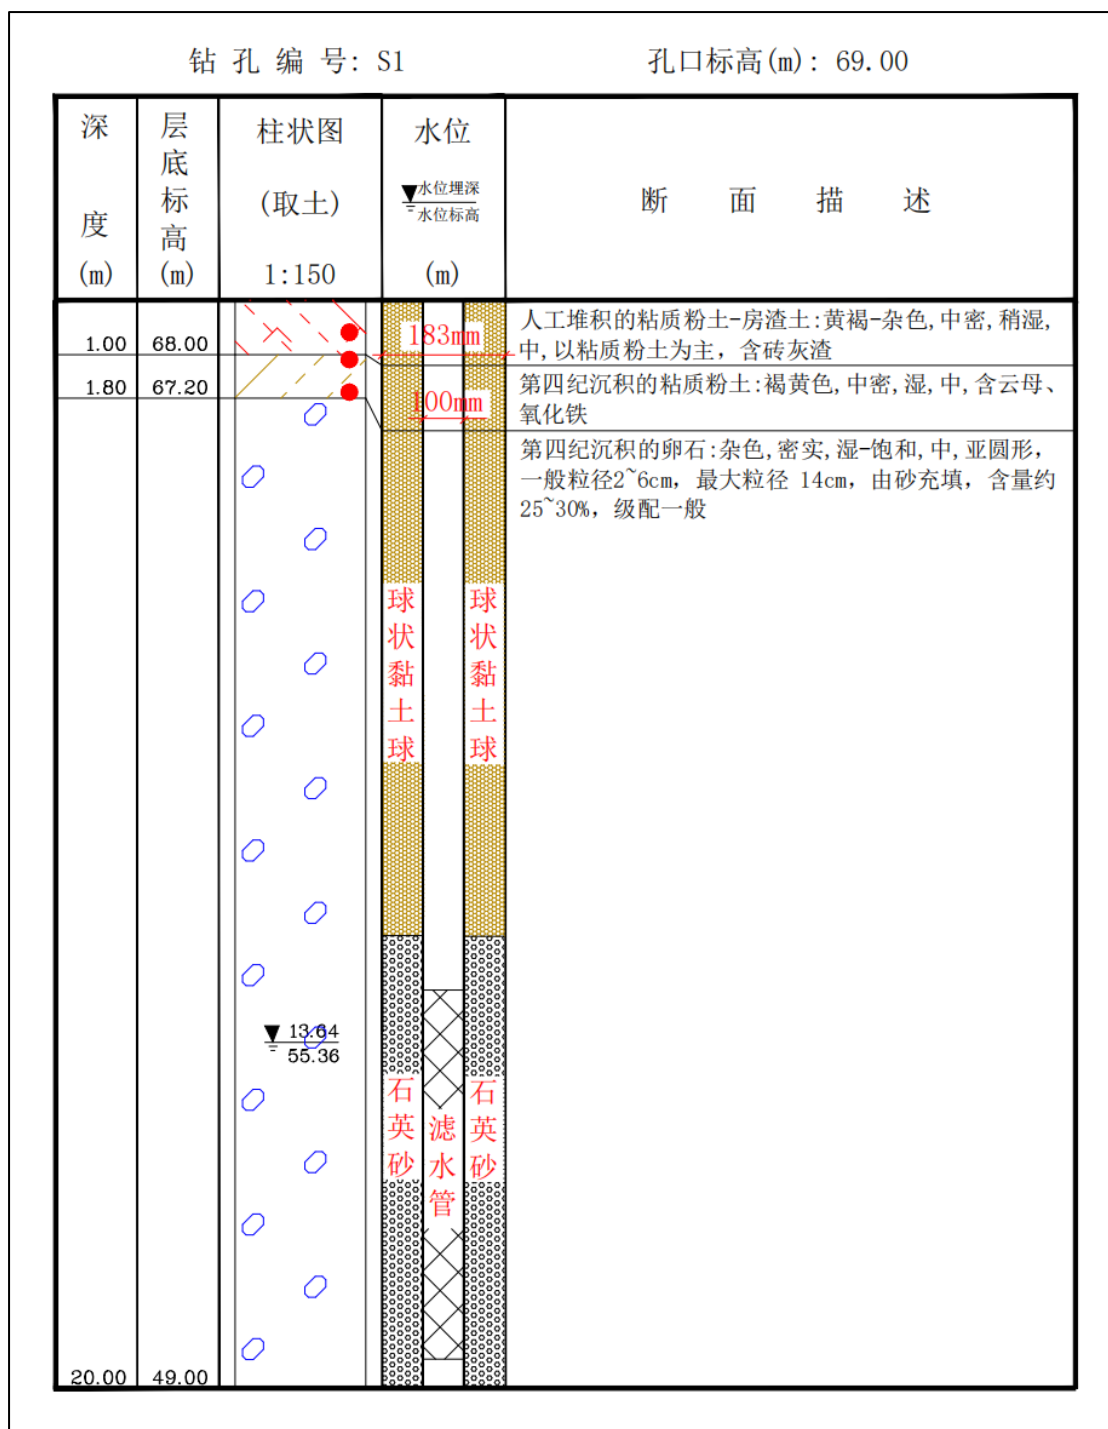 钻 孔 编 号: S1
孔口标高(m): 69.00
深度(m)
层底标高(m)
柱状图
(取土)
1:150
水位
水位埋深
水位标高
(m)
断 面 描 述
1.00 68.00
人工堆积的粘质粉土-房渣土:黄褐-杂色,中密,稍湿,
中,以粘质粉土为主，含砖灰渣
183mm
1.80 67.20
第四纪沉积的粘质粉土:褐黄色,中密,湿,中,含云母、
氧化铁
100mm
第四纪沉积的卵石:杂色,密实,湿-饱和,中,亚圆形，
一般粒径2~6cm，最大粒径 14cm，由砂充填，含量约
25~30%，级配一般
球状黏土球
球状黏土球
13.64
55.36
石英砂
滤水管
石英砂
20.00 49.00